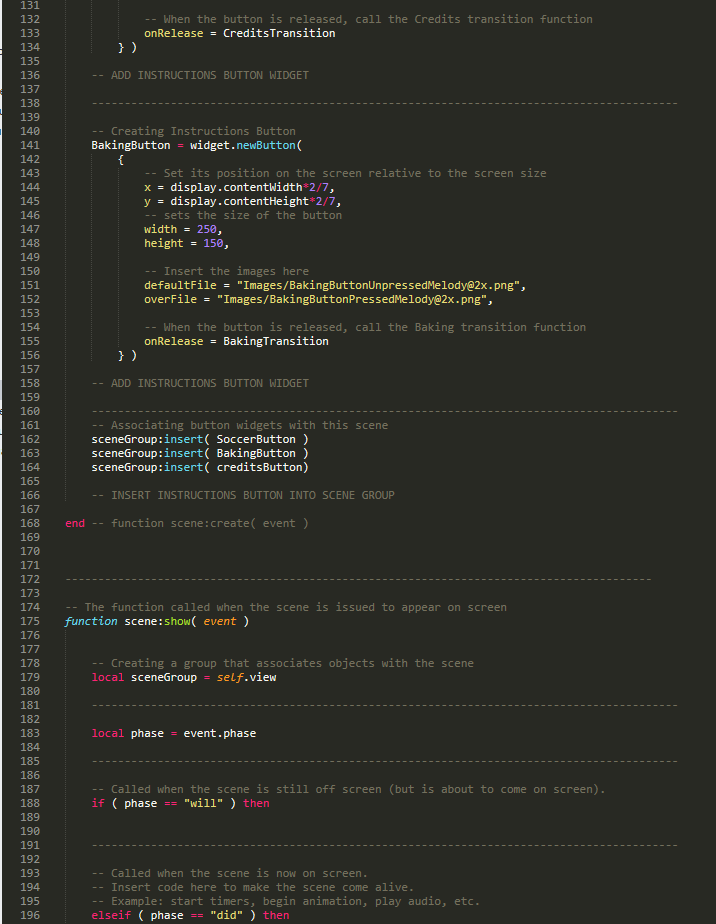 131
132 -- When the button is released, call the Credits transition function
133 onRelease = CreditsTransition
134 } )
135
136 -- ADD INSTRUCTIONS BUTTON WIDGET
137
138 -----------------------------------------------------------------------------------------
139
140 -- Creating Instructions Button
141 BakingButton = widget.newButton(
142 {
143 -- Set its position on the screen relative to the screen size
144 x = display.contentWidth*2/7,
145 y = display.contentHeight*2/7,
146 -- sets the size of the button
147 width = 250,
148 height = 150,
149
150 -- Insert the images here
151 defaultFile = "Images/BakingButtonUnpressedMelody@2x.png",
152 overFile = "Images/BakingButtonPressedMelody@2x.png",
153
154 -- When the button is released, call the Baking transition function
155 onRelease = BakingTransition
156 } )
157
158 -- ADD INSTRUCTIONS BUTTON WIDGET
159
160 -----------------------------------------------------------------------------------------
161 -- Associating button widgets with this scene
162 sceneGroup:insert( SoccerButton )
163 sceneGroup:insert( BakingButton )
164 sceneGroup:insert( creditsButton)
165
166 -- INSERT INSTRUCTIONS BUTTON INTO SCENE GROUP
167
168 end -- function scene:create( event )
169
170
171
172 -----------------------------------------------------------------------------------------
173
174 -- The function called when the scene is issued to appear on screen
175 function scene:show( event )
176
177
178 -- Creating a group that associates objects with the scene
179 local sceneGroup = self.view
180
181 -----------------------------------------------------------------------------------------
182
183 local phase = event.phase
184
185 -----------------------------------------------------------------------------------------
186
187 -- Called when the scene is still off screen (but is about to come on screen).
188 if ( phase == "will" ) then
189
190
191 -----------------------------------------------------------------------------------------
192
193 -- Called when the scene is now on screen.
194 -- Insert code here to make the scene come alive.
195 -- Example: start timers, begin animation, play audio, etc.
196 elseif ( phase == "did" ) then